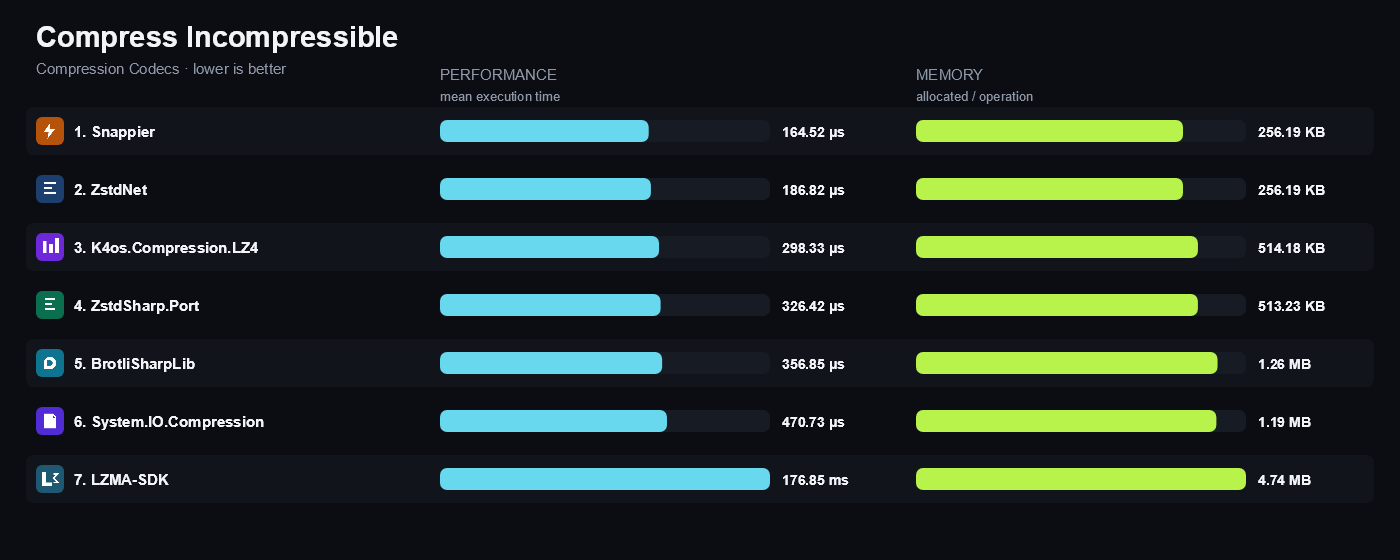 Compress Incompressible
Compression Codecs · lower is better
PERFORMANCE
mean execution time
MEMORY
allocated / operation
1. Snappier 164.52 µs 256.19 KB
2. ZstdNet 186.82 µs 256.19 KB
3. K4os.Compression.LZ4 298.33 µs 514.18 KB
4. ZstdSharp.Port 326.42 µs 513.23 KB
5. BrotliSharpLib 356.85 µs 1.26 MB
6. System.IO.Compression 470.73 µs 1.19 MB
7. LZMA-SDK 176.85 ms 4.74 MB